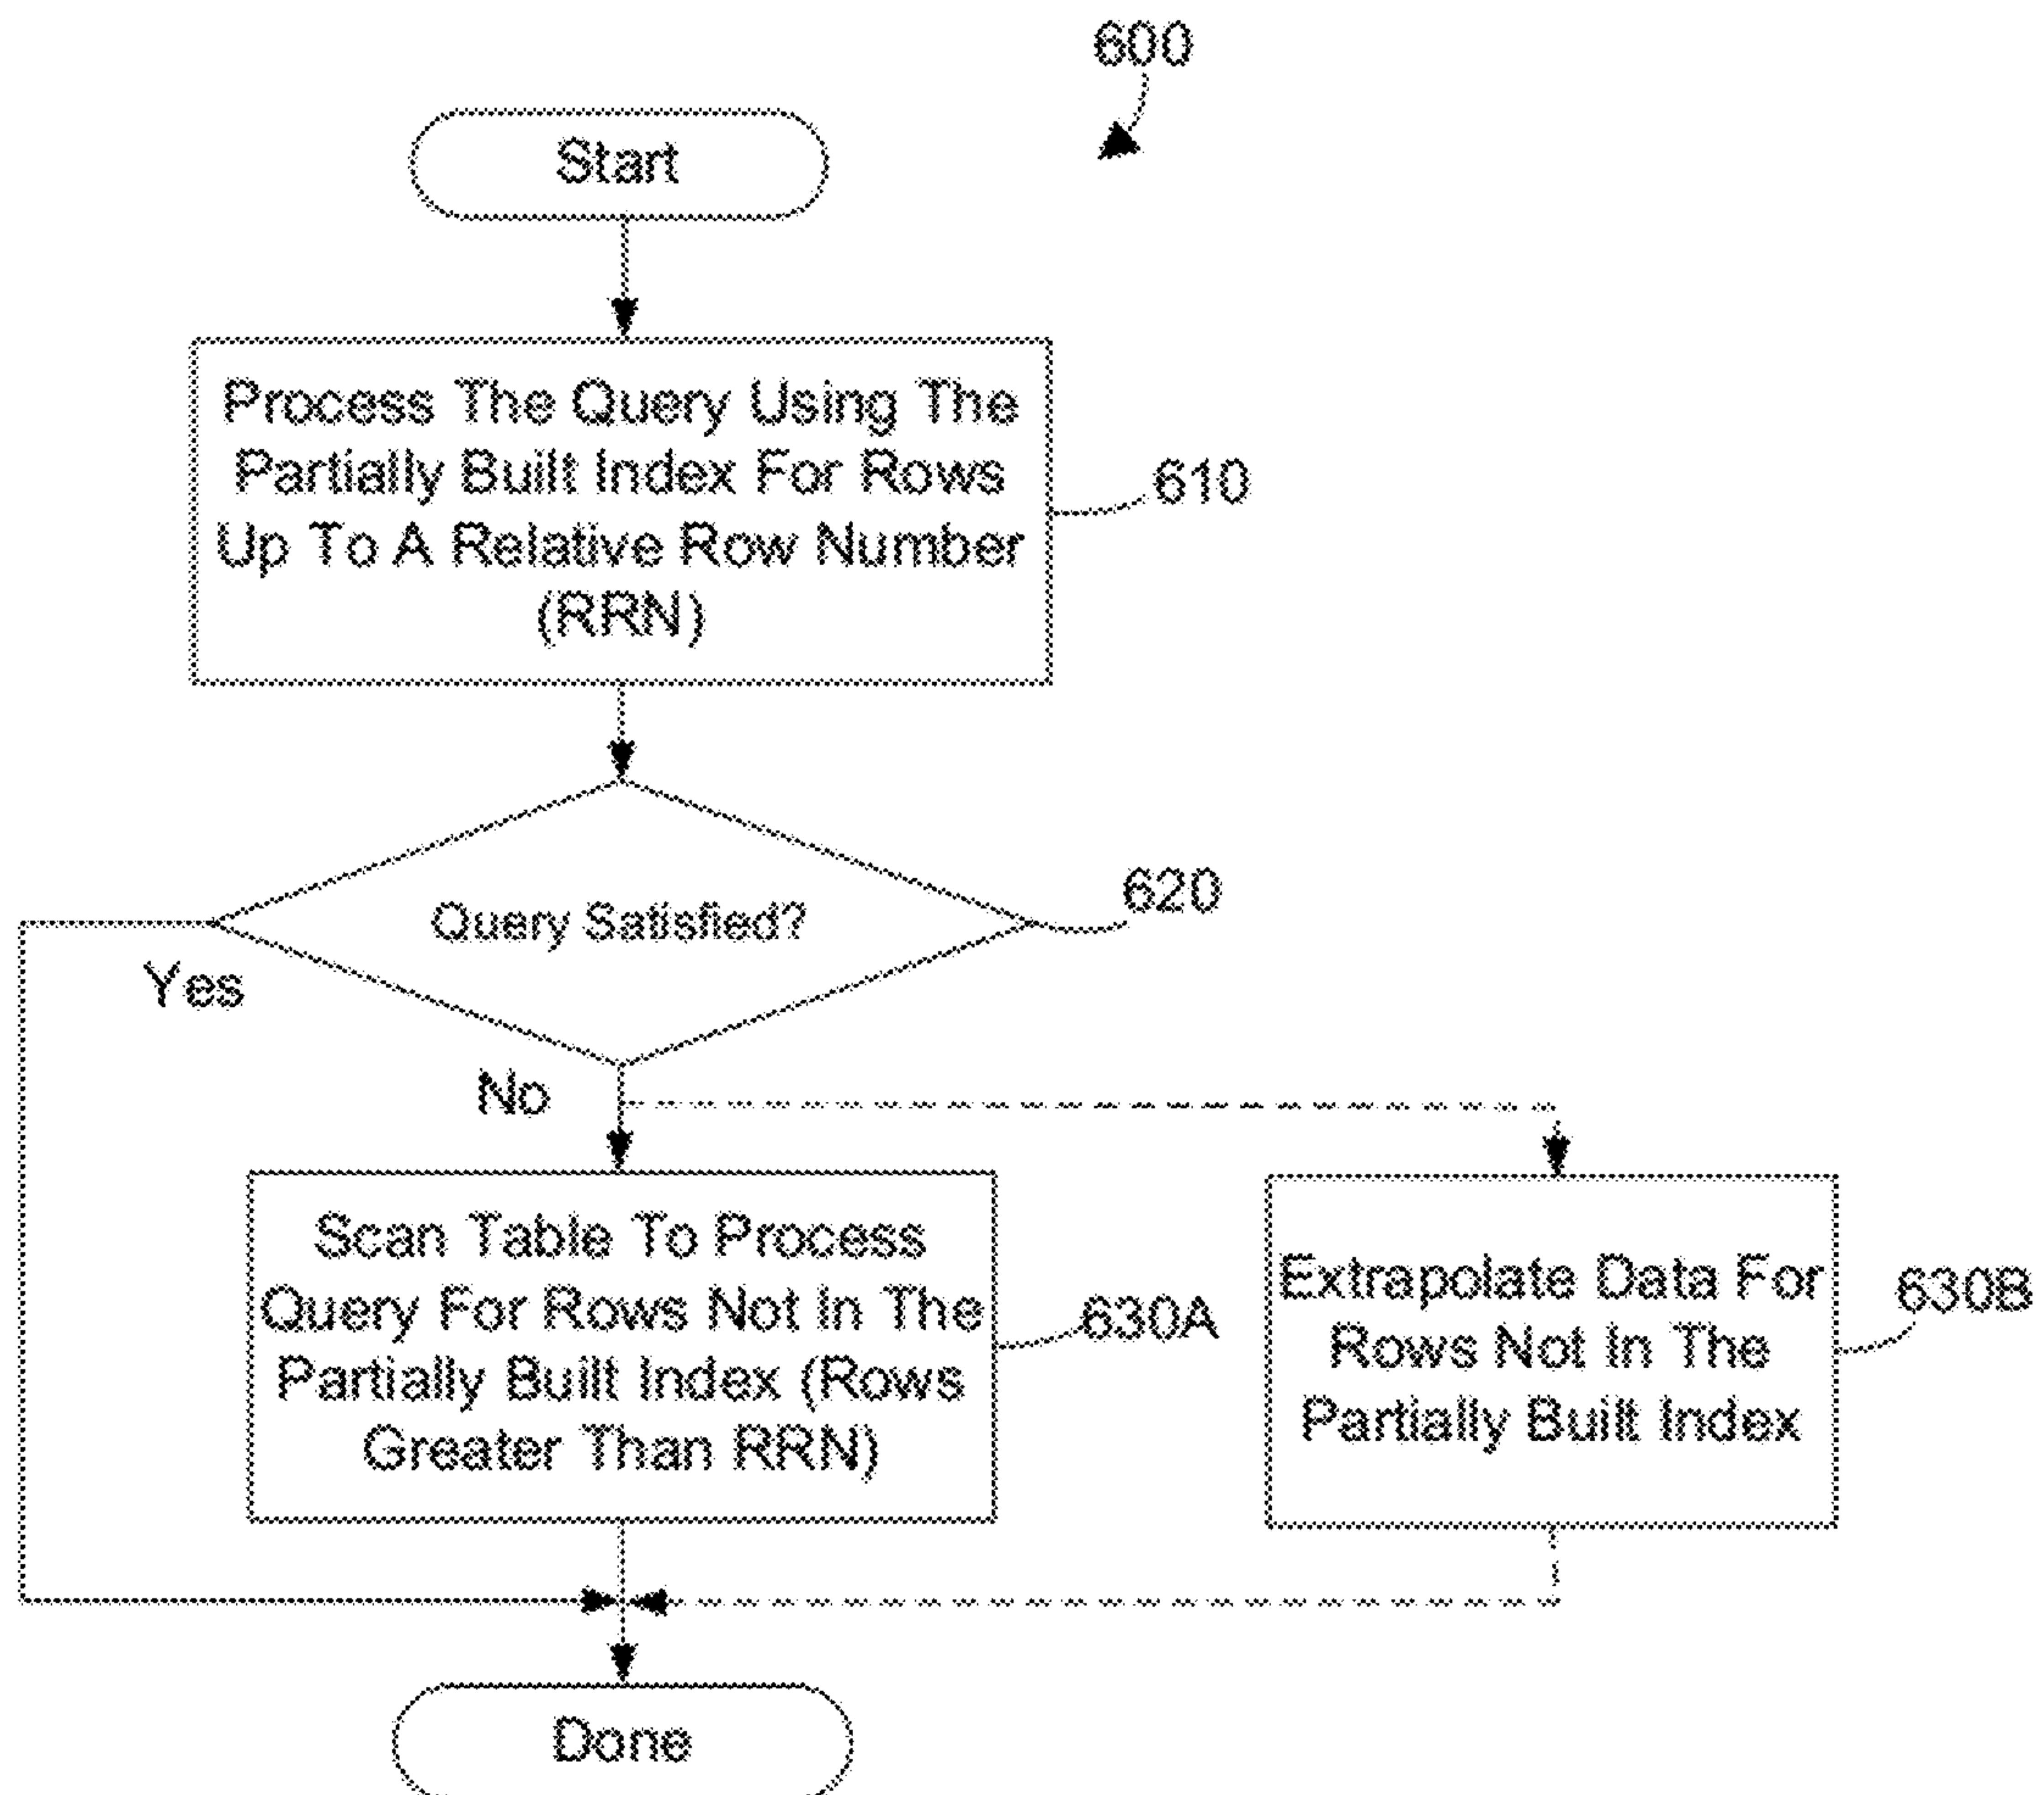 600
Start
Process The Query Using The
Partially Built Index For Rows
Up To A Relative Row Number
(RRN)
610
Query Satisfied?
620
Yes
No
Scan Table To Process
Query For Rows Not In The
Partially Built Index (Rows
Greater Than RRN)
630A
Extrapolate Data For
Rows Not In The
Partially Built Index
630B
Done